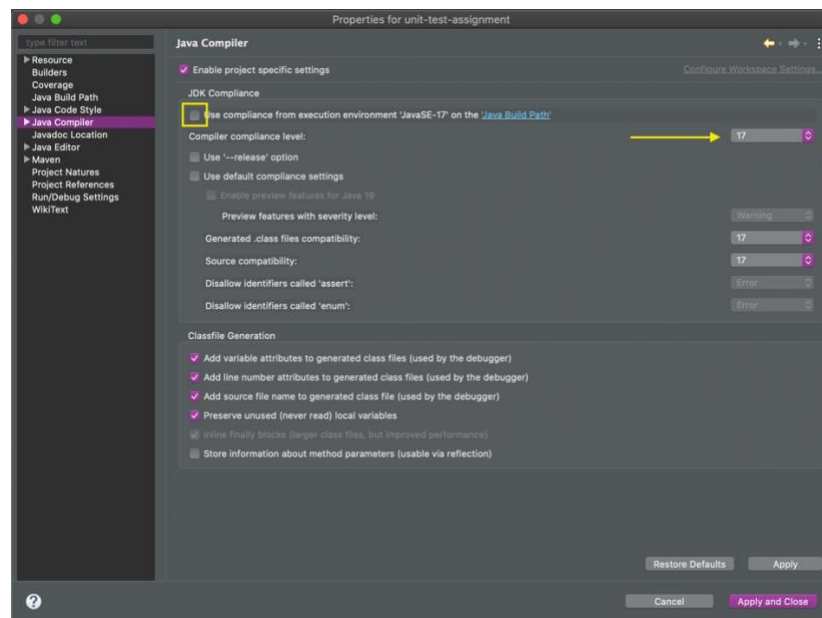 Properties for unit-test-assignment
type filter text
Resource
Builders
Coverage
Java Build Path
Java Code Style
Java Compiler
Javadoc Location
Java Editor
Maven
Project Natures
Project References
Run/Debug Settings
WikiText
Java Compiler
Enable project specific settings
Configure Workspace Settings...
JDK Compliance
Use compliance from execution environment 'JavaSE-17' on the 'Java Build Path'
Compiler compliance level: 17
Use '--release' option
Use default compliance settings
Enable preview features for Java 19
Preview features with severity level: Warning
Generated .class files compatibility: 17
Source compatibility: 17
Disallow identifiers called 'assert': Error
Disallow identifiers called 'enum': Error
Classfile Generation
Add variable attributes to generated class files (used by the debugger)
Add line number attributes to generated class files (used by the debugger)
Add source file name to generated class file (used by the debugger)
Preserve unused (never read) local variables
Inline finally blocks (larger class files, but improved performance)
Store information about method parameters (usable via reflection)
Restore Defaults Apply
? Cancel Apply and Close